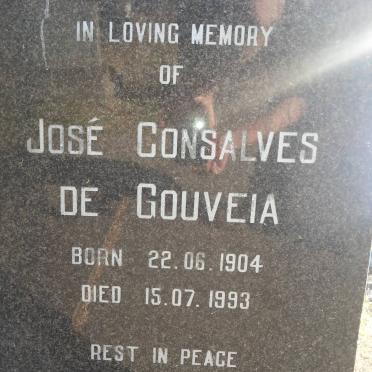 IN LOVING MEMORY
OF
JOSÉ CONSALVES
DE GOUVEIA
BORN 22.06.1904
DIED 15.07.1993
REST IN PEACE